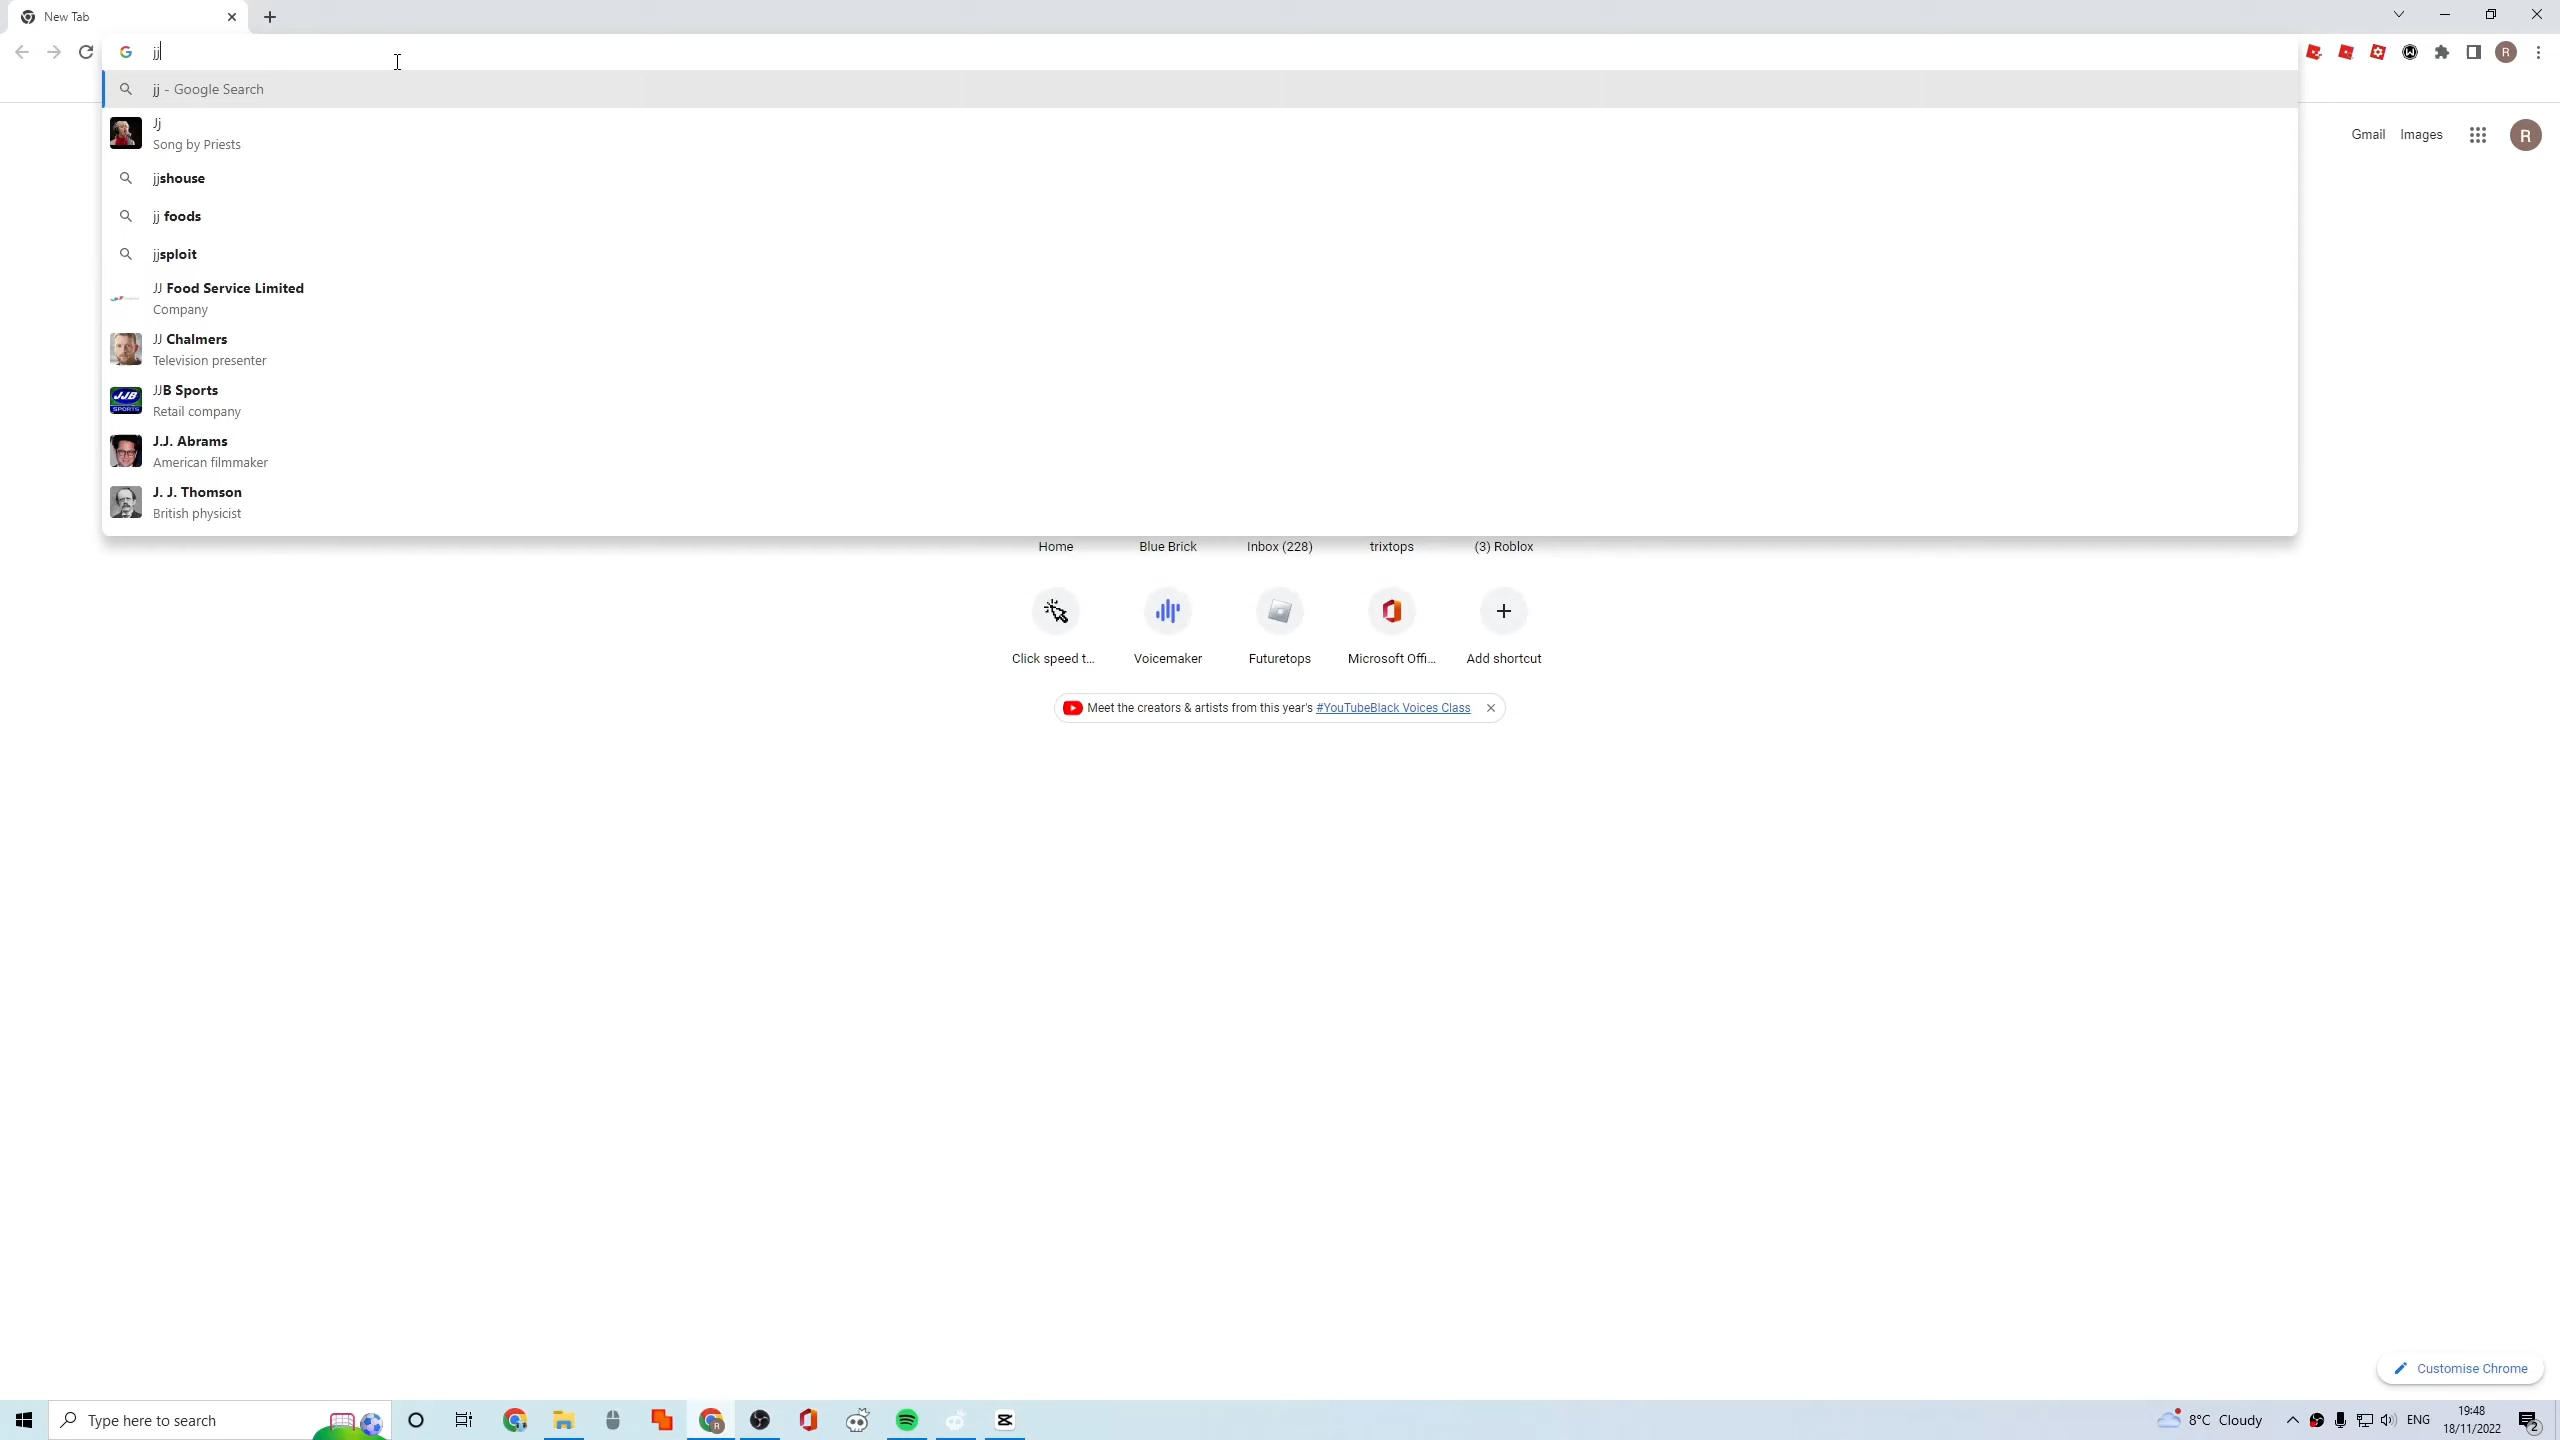 New Tab
jj
jj - Google Search
Jj
Song by Priests
jjshouse
jj foods
jjsploit
JJ Food Service Limited
Company
JJ Chalmers
Television presenter
JJB Sports
Retail company
J.J. Abrams
American filmmaker
J. J. Thomson
British physicist
Gmail Images
R
R
JJB
SPORTS
Home
Blue Brick
Inbox (228)
trixtops
(3) Roblox
Click speed t...
Voicemaker
Futuretops
Microsoft Offi...
Add shortcut
Meet the creators & artists from this year's #YouTubeBlack Voices Class
Customise Chrome
Type here to search
R
8°C Cloudy
ENG
19:48
18/11/2022
2